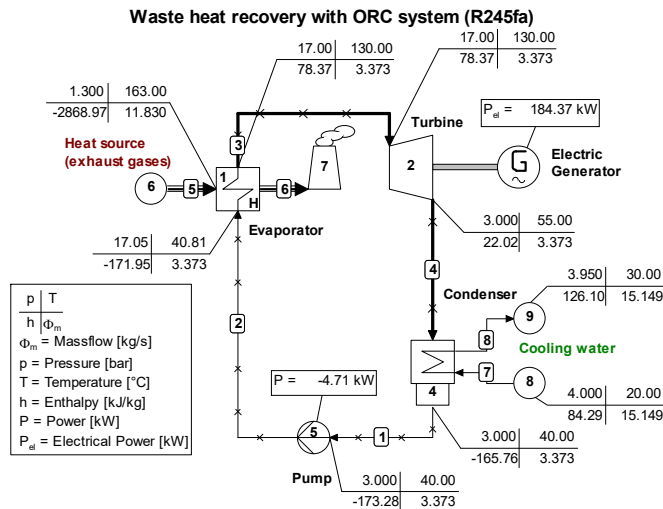 Waste heat recovery with ORC system (R245fa)
17.00 130.00
78.37 3.373
17.00 130.00
78.37 3.373
1.300 163.00
-2868.97 11.830
Turbine
P el = 184.37 kW
Heat source
(exhaust gases)
3
1
H
7
2
G
Electric
Generator
6
5
6
Evaporator
3.000 55.00
22.02 3.373
17.05 40.81
-171.95 3.373
4
Condenser
3.950 30.00
126.10 15.149
p T
h Φm
Φm = Massflow [kg/s]
p = Pressure [bar]
T = Temperature [°C]
h = Enthalpy [kJ/kg]
P = Power [kW]
Pel = Electrical Power [kW]
2
9
8
Cooling water
7
8
4
P = -4.71 kW
4.000 20.00
84.29 15.149
5
1
3.000 40.00
-165.76 3.373
Pump
3.000 40.00
-173.28 3.373